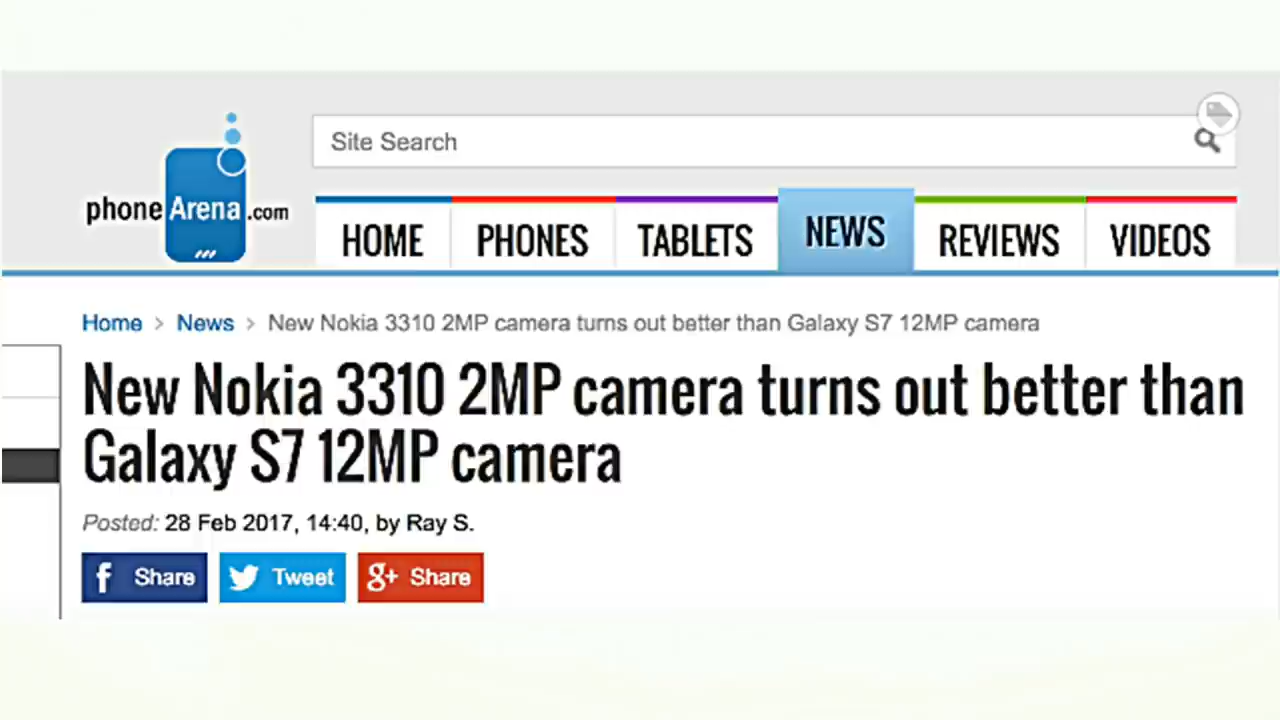 Site Search
phoneArena.com
HOME PHONES TABLETS NEWS REVIEWS VIDEOS
Home > News > New Nokia 3310 2MP camera turns out better than Galaxy S7 12MP camera
New Nokia 3310 2MP camera turns out better than
Galaxy S7 12MP camera
Posted: 28 Feb 2017, 14:40, by Ray S.
f Share Tweet g+ Share